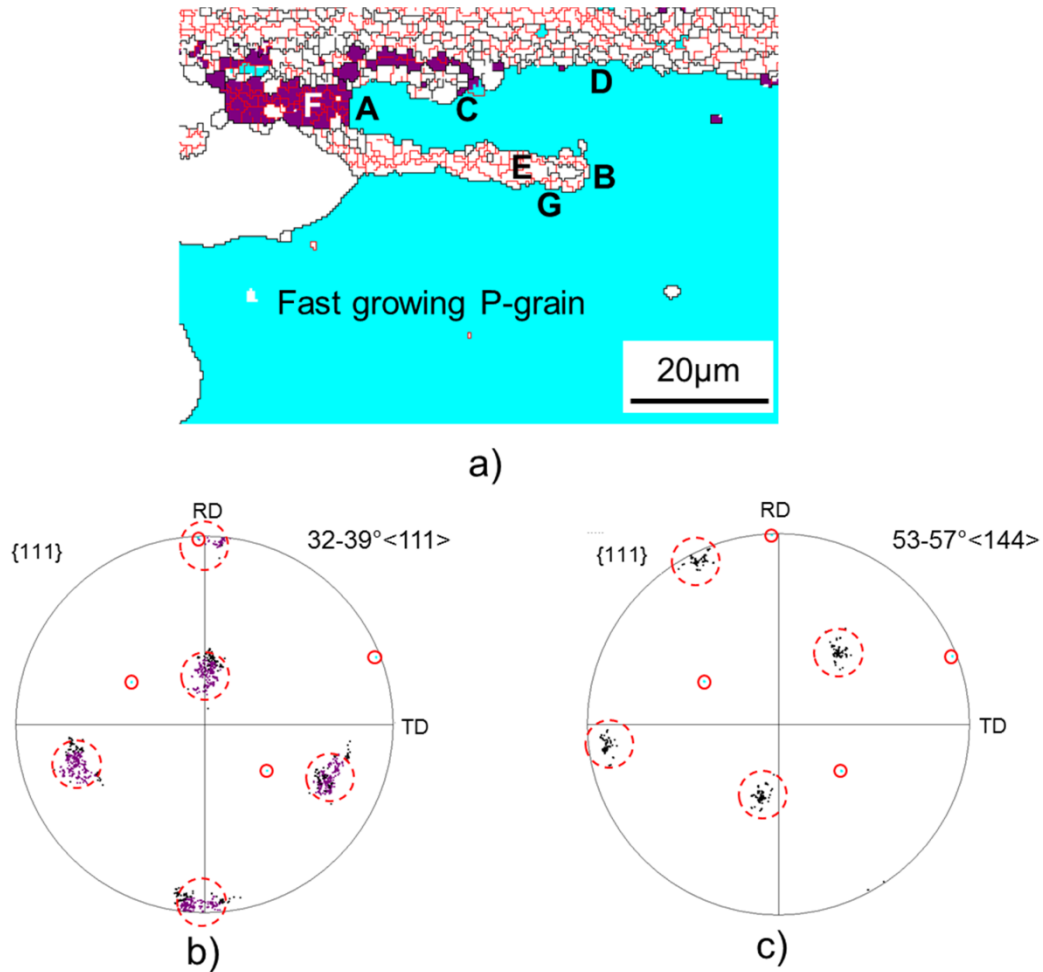 F
A
C
D
E
B
G
Fast growing P-grain
20µm
a)
RD
{111}
32-39°<111>
TD
b)
RD
{111}
53-57°<144>
TD
c)